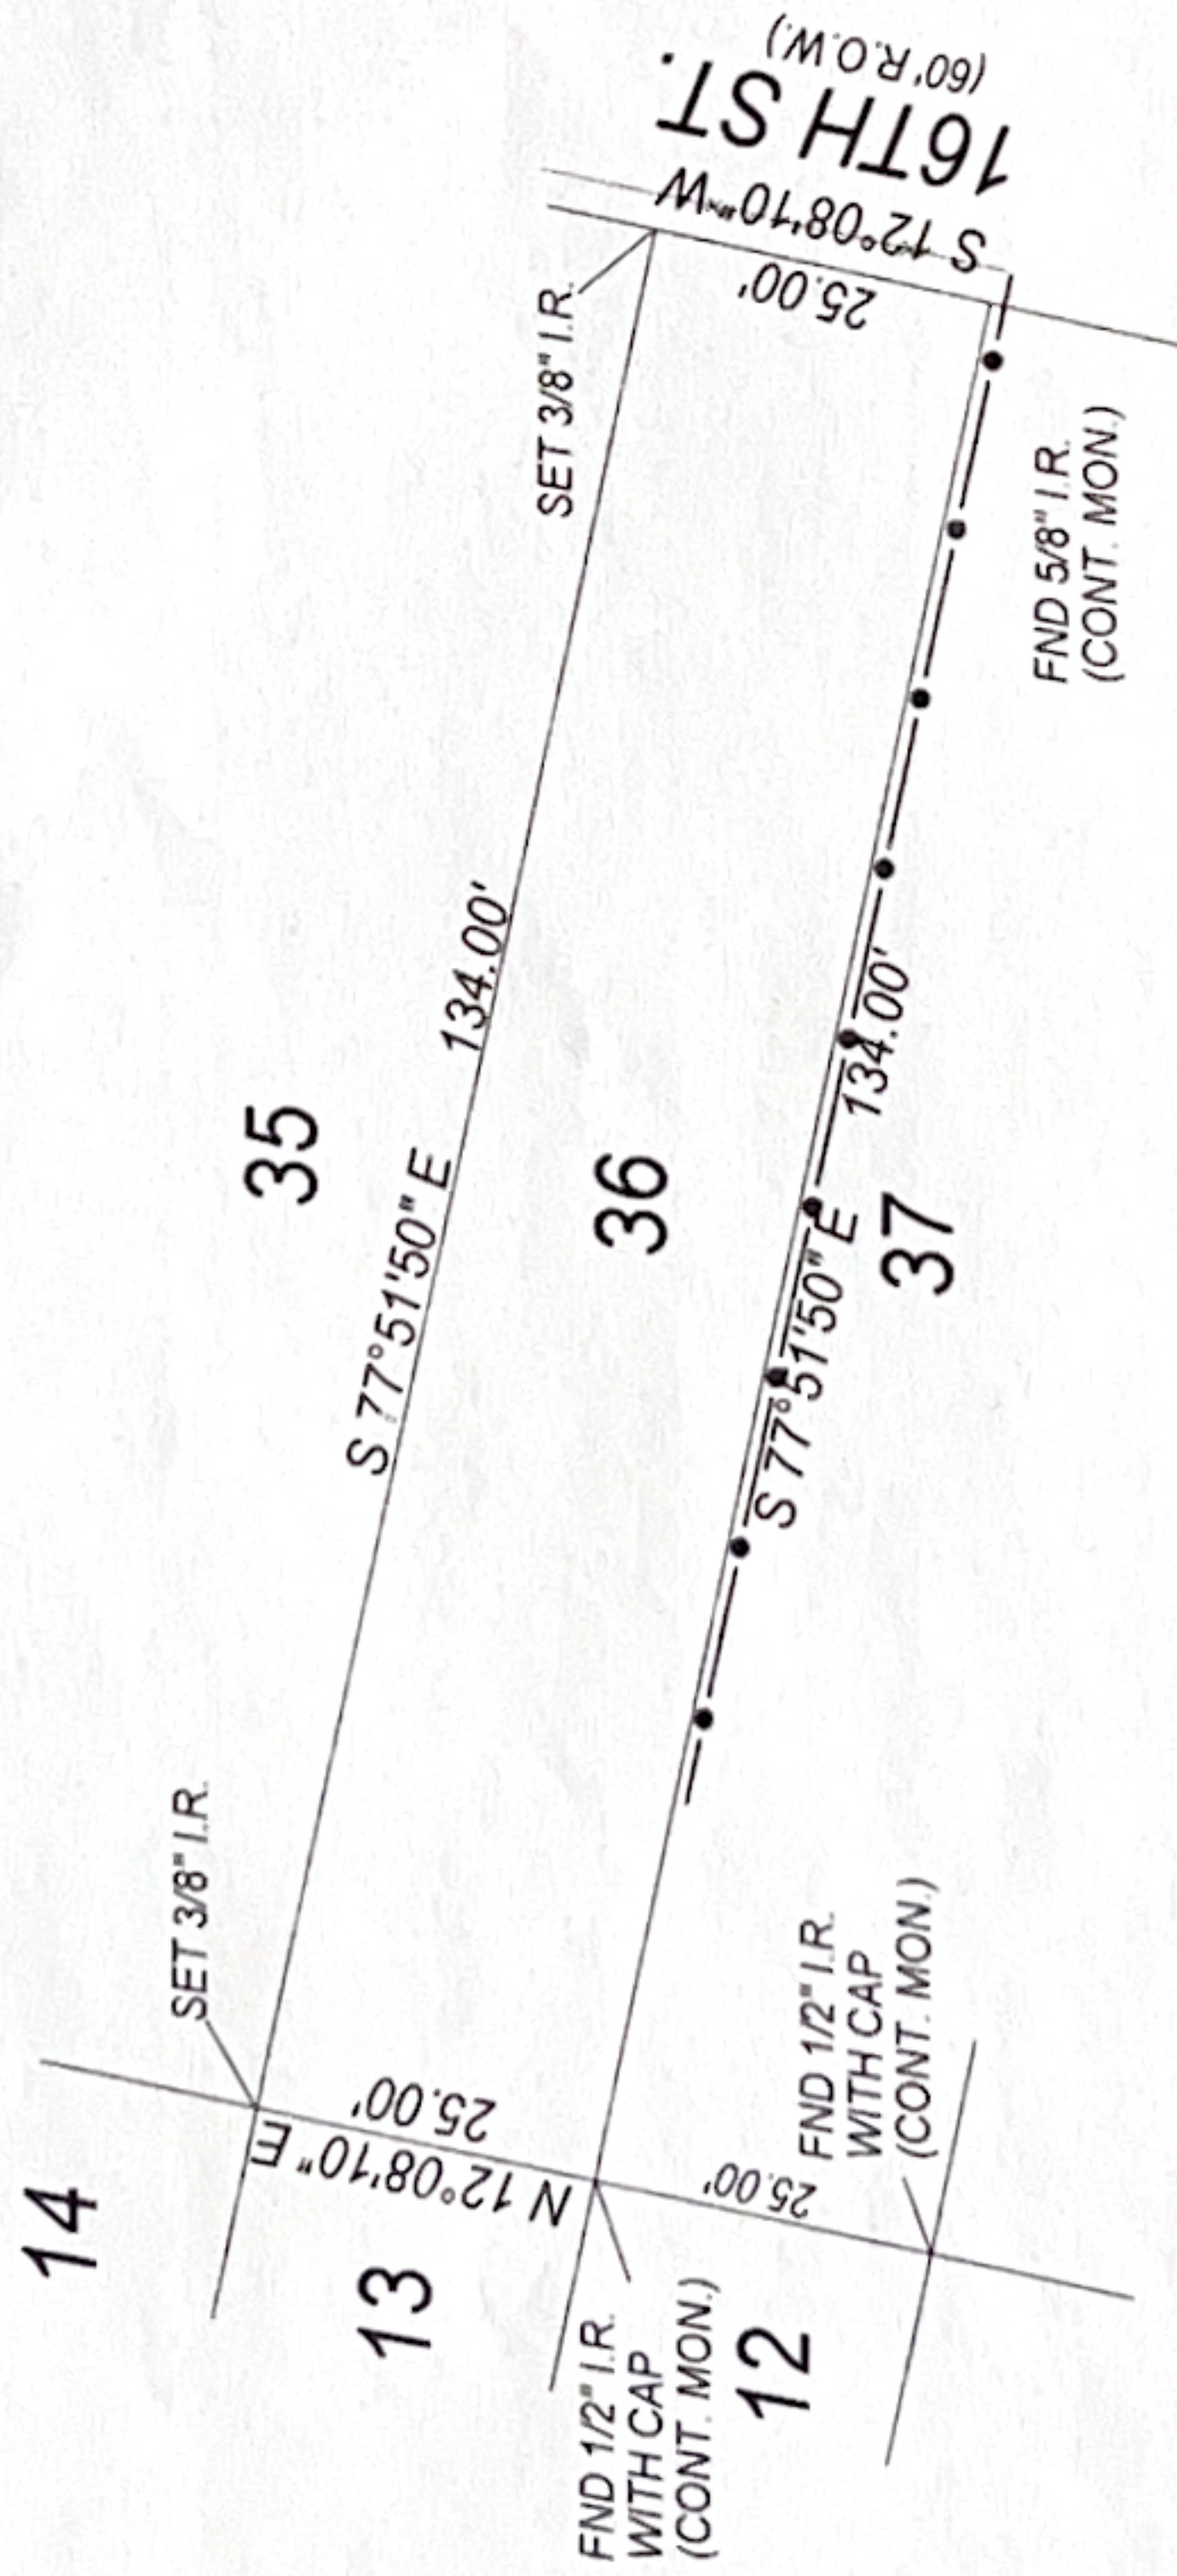 14
SET 3/8" I.R.
35
S 77°51'50" E 134.00'
SET 3/8" I.R.
16TH ST.
(60' R.O.W.)
S 12°08'10" W
25.00'
13
N 12°08'10" E
25.00'
36
S 77°51'50" E 134.00'
37
FND 5/8" I.R.
(CONT. MON.)
FND 1/2" I.R.
WITH CAP
(CONT. MON.)
12
25.00'
FND 1/2" I.R.
WITH CAP
(CONT. MON.)